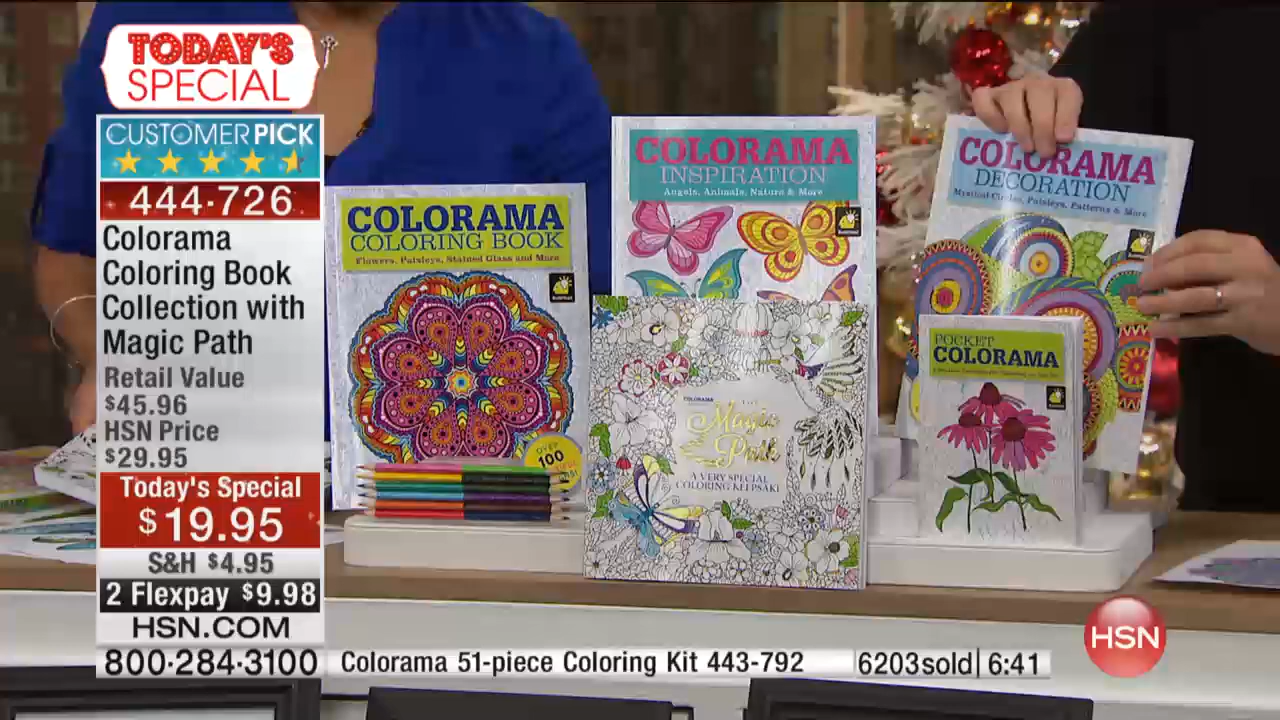 TODAY'S
SPECIAL
CUSTOMER PICK
444-726
Colorama
Coloring Book
Collection with
Magic Path
Retail Value
$45.96
HSN Price
$29.95
Today's Special
$19.95
S&H $4.95
2 Flexpay $9.98
HSN.COM
800-284-3100
Colorama 51-piece Coloring Kit 443-792
6203sold
6:41
HSN
COLORAMA
COLORING BOOK
Flowers, Paisleys, Stained Glass and More
OVER
100
COLORAMA
INSPIRATION
Angels, Animals, Nature & More
COLORAMA
DECORATION
Mystical Circles, Paisleys, Patterns & More
COLORAMA
Magic
Path
A VERY SPECIAL
COLORING KEEPSAKE
POCKET
COLORAMA